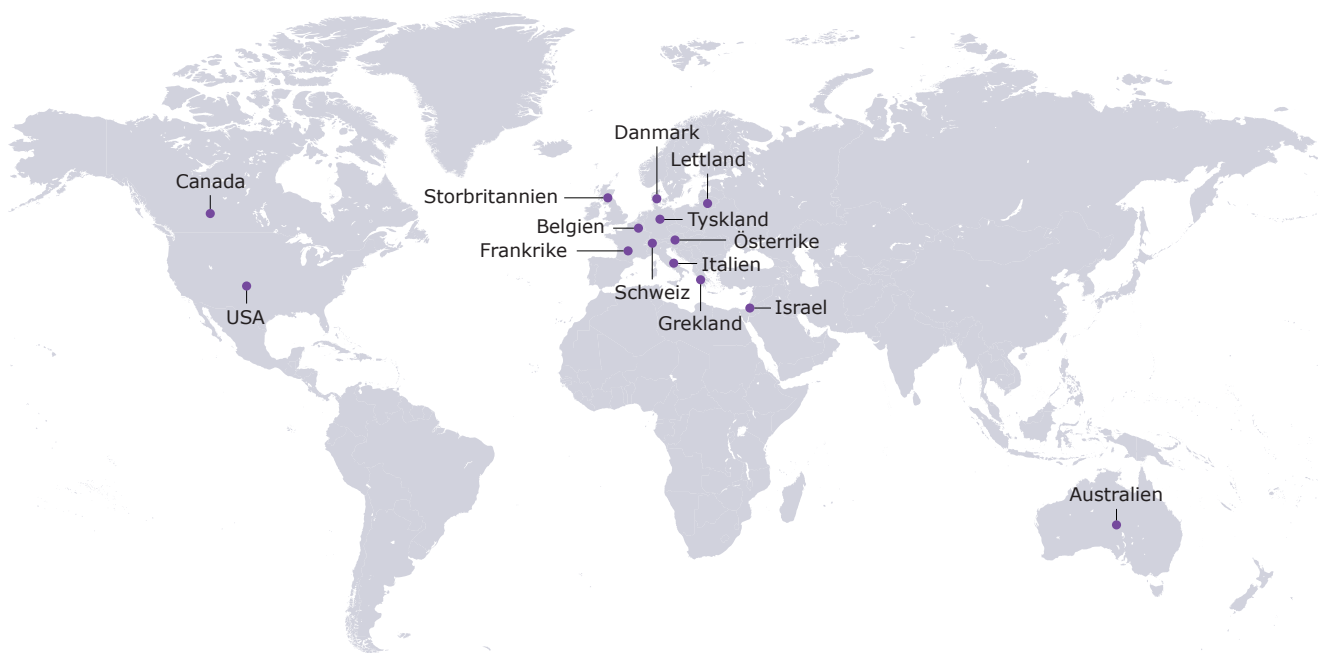 Danmark
Lettland
Canada
Storbritannien
Tyskland
Belgien
Österrike
Frankrike
Italien
Schweiz
Israel
USA
Grekland
Australien